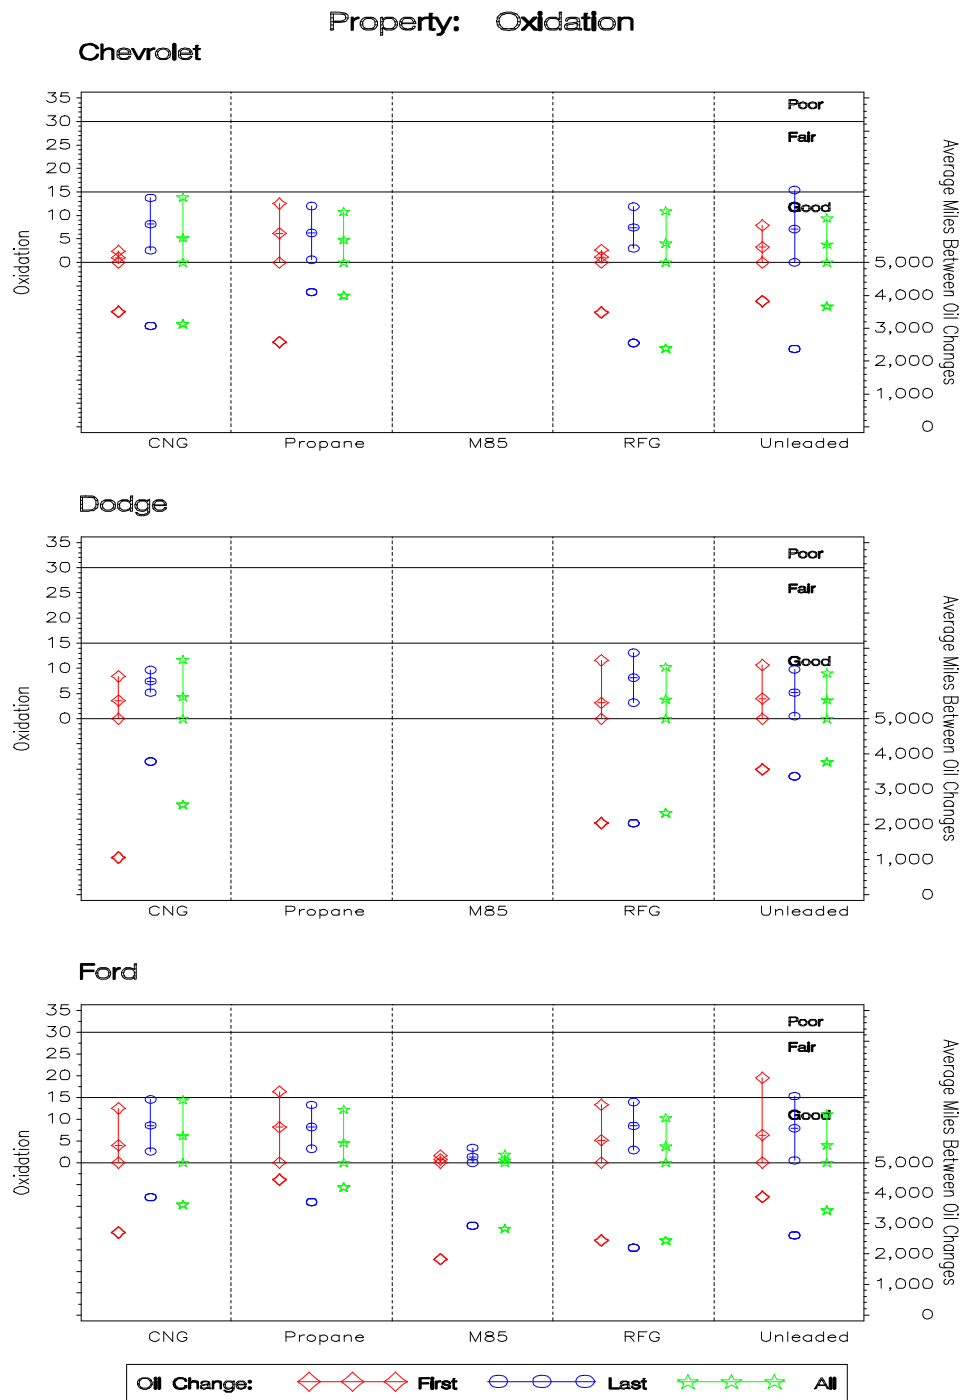 Property: Oxidation
Chevrolet
35
30
25
20
15
10
5
0
Oxidation
Poor
Fair
Good
5,000
4,000
3,000
2,000
1,000
0
Average Miles Between Oil Changes
CNG Propane M85 RFG Unleaded
Dodge
35
30
25
20
15
10
5
0
Oxidation
Poor
Fair
Good
5,000
4,000
3,000
2,000
1,000
0
Average Miles Between Oil Changes
CNG Propane M85 RFG Unleaded
Ford
35
30
25
20
15
10
5
0
Oxidation
Poor
Fair
Good
5,000
4,000
3,000
2,000
1,000
0
Average Miles Between Oil Changes
CNG Propane M85 RFG Unleaded
Oil Change: First Last All